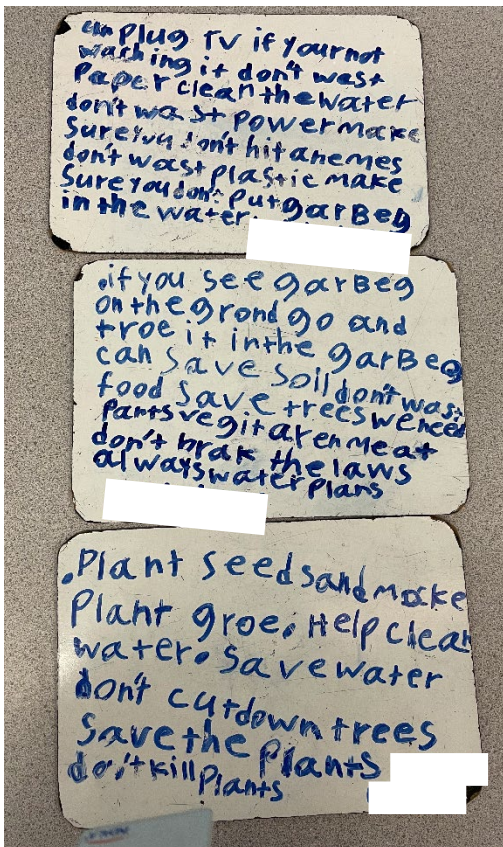 un plug TV if your not
waching it don't wast
Paper clean the water
don't wast power make
sure you don't hit anemes
don't wast plastic make
sure you don't put garBeg
in the water.
.if you see garBeg
on the grond go and
troe it in the garBeg
can save soil don't wast
food save trees we need
pants vegitaren meat
don't brak the laws
always water plans
.Plant seeds and make
Plant groe. Help clean
water. Save water
don't cut down trees
Save the Plants
don't kill Plants